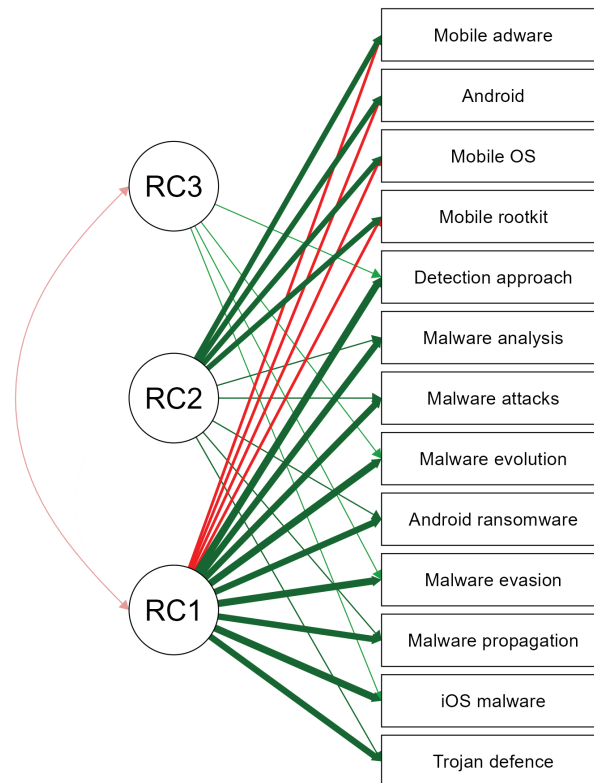 Mobile adware
Android
Mobile OS
RC3
Mobile rootkit
Detection approach
Malware analysis
RC2
Malware attacks
Malware evolution
Android ransomware
Malware evasion
RC1
Malware propagation
iOS malware
Trojan defence